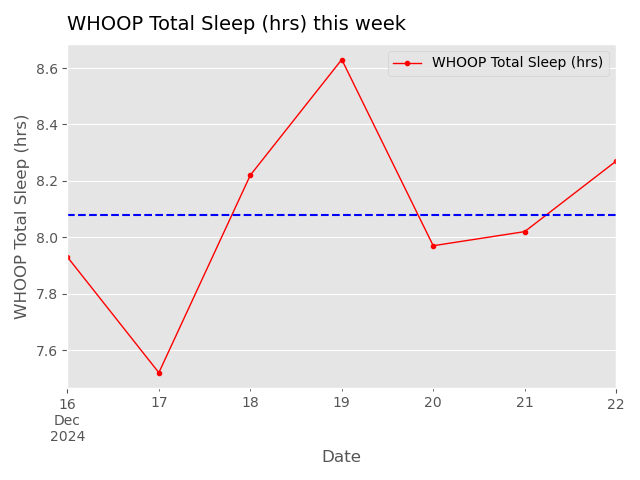 WHOOP Total Sleep (hrs) this week
WHOOP Total Sleep (hrs)
WHOOP Total Sleep (hrs)
8.6
8.4
8.2
8.0
7.8
7.6
16 17 18 19 20 21 22
Dec
2024
Date